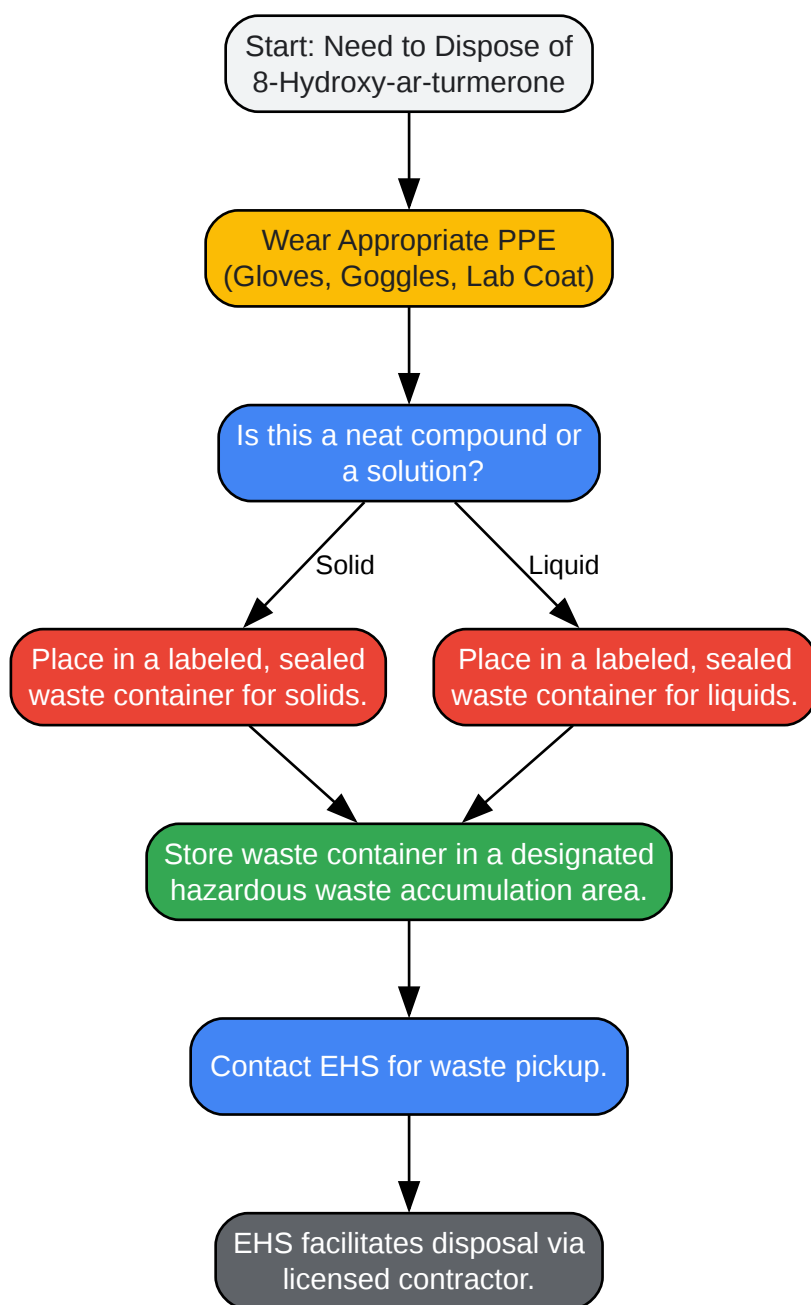 Start: Need to Dispose of
8-Hydroxy-ar-turmerone
Wear Appropriate PPE
(Gloves, Goggles, Lab Coat)
Is this a neat compound or
a solution?
Solid
Liquid
Place in a labeled, sealed
waste container for solids.
Place in a labeled, sealed
waste container for liquids.
Store waste container in a designated
hazardous waste accumulation area.
Contact EHS for waste pickup.
EHS facilitates disposal via
licensed contractor.